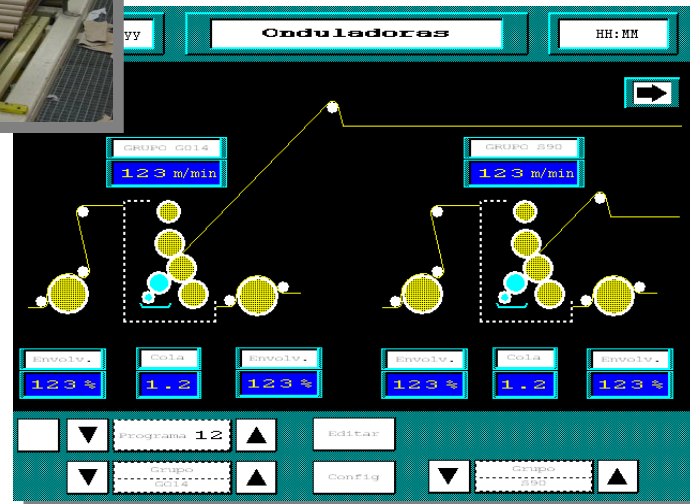 yy
Onduladoras
HH:MM
GRUPO G014
GRUPO S90
123 m/min
123 m/min
Envolv.
Cola
Envolv.
Envolv.
Cola
Envolv.
123 %
1.2
123 %
123 %
1.2
123 %
Programa 12
Editar
Grupo
G014
Config
Grupo
S90